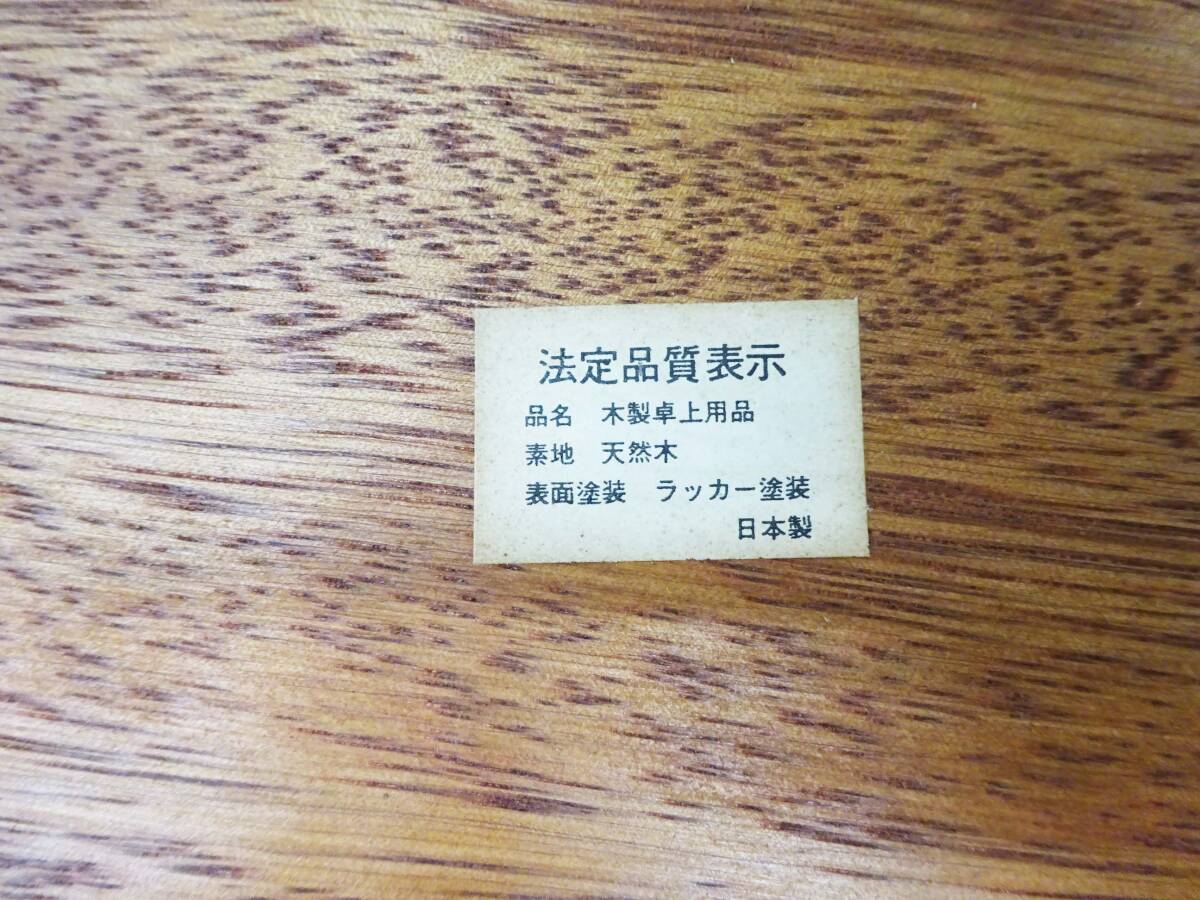 法定品質表示
品名 木製卓上用品
素地 天然木
表面塗装 ラッカー塗装
日本製